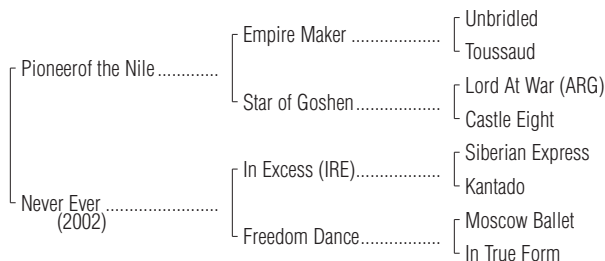 Unbridled
Empire Maker
Toussaud
Pioneerof the Nile
Lord At War (ARG)
Star of Goshen
Castle Eight
Siberian Express
In Excess (IRE)
Kantado
Never Ever
(2002)
Moscow Ballet
Freedom Dance
In True Form